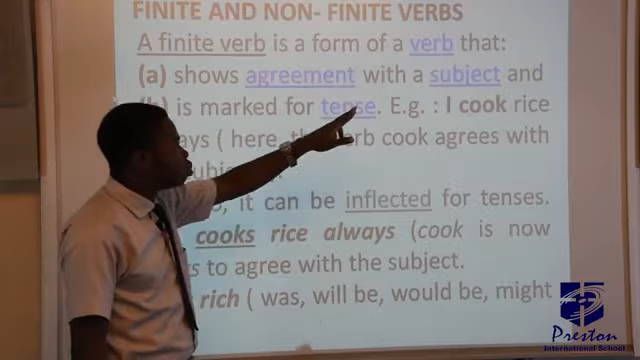 FINITE AND NON- FINITE VERBS
A finite verb is a form of a verb that:
(a) shows agreement with a subject and
is marked for tense. E.g. : I cook rice
( here, verb cook agrees with
it can be inflected for tenses.
cooks rice always (cook is now
to agree with the subject.
rich ( was, will be, would be, might
Preston
International School